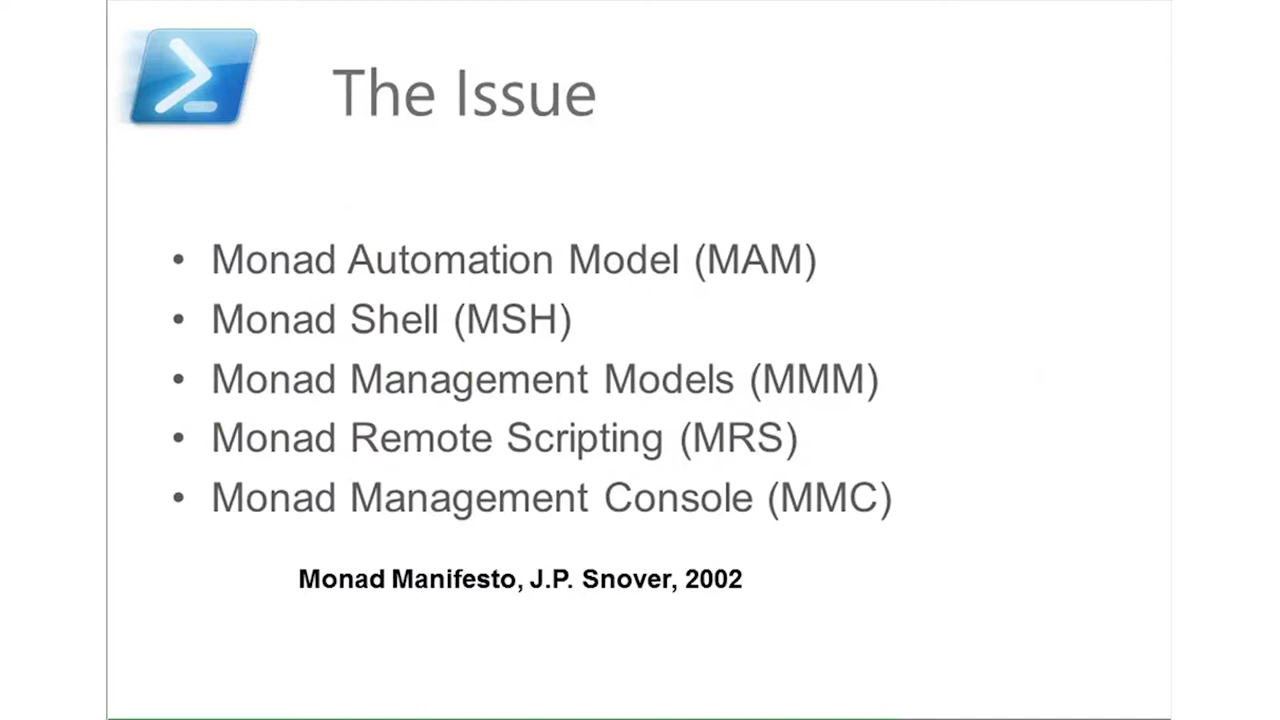 The Issue
• Monad Automation Model (MAM)
• Monad Shell (MSH)
• Monad Management Models (MMM)
• Monad Remote Scripting (MRS)
• Monad Management Console (MMC)
Monad Manifesto, J.P. Snover, 2002